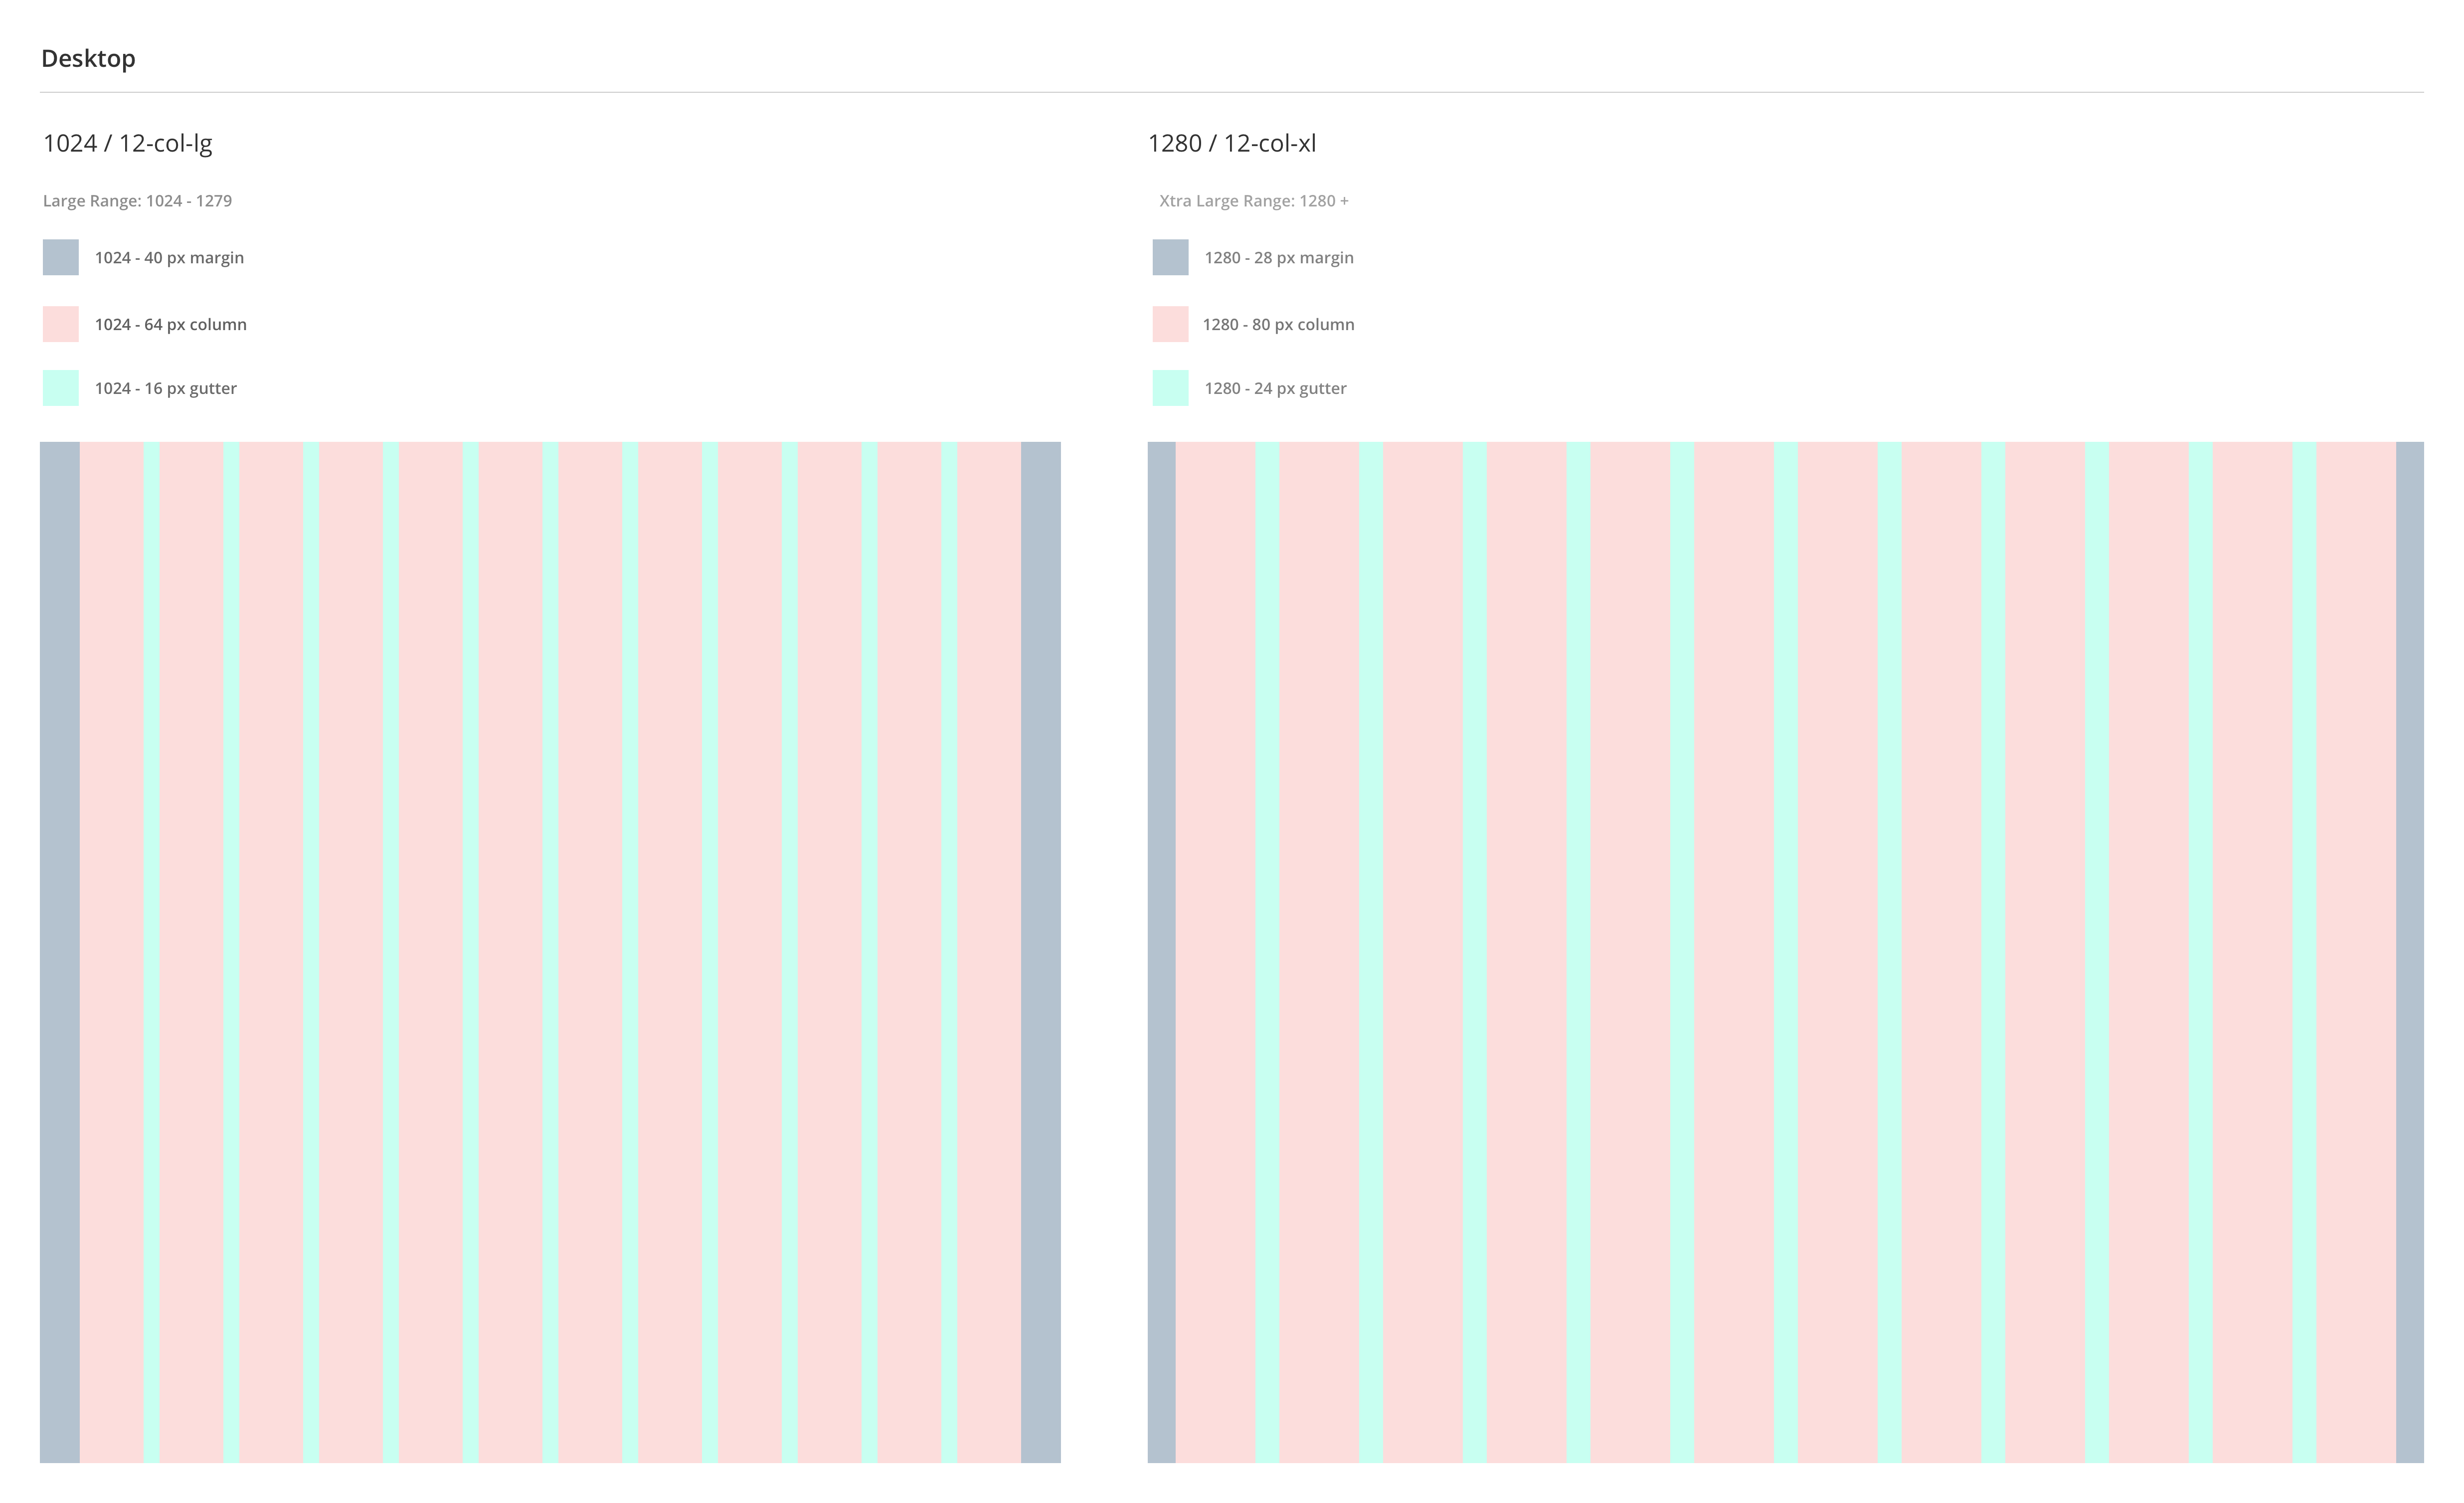 Desktop
1024 / 12-col-lg
Large Range: 1024 - 1279
1024 - 40 px margin
1024 - 64 px column
1024 - 16 px gutter
1280 / 12-col-xl
Xtra Large Range: 1280 +
1280 - 28 px margin
1280 - 80 px column
1280 - 24 px gutter